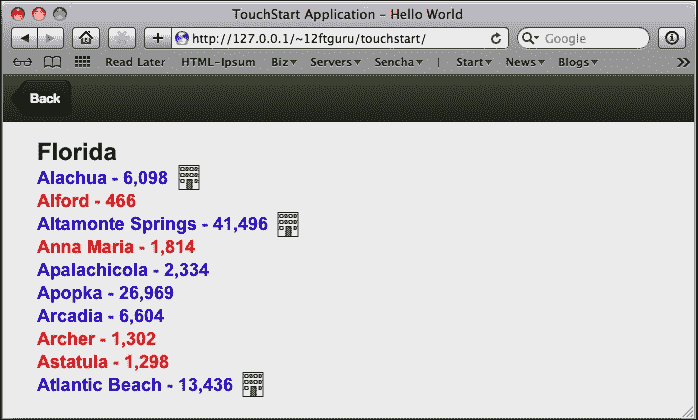 TouchStart Application – Hello World
http://127.0.0.1/~12ftguru/touchstart/
Google
Read Later HTML-Ipsum Biz Servers Sencha Start News Blogs
Back
Florida
Alachua - 6,098
Alford - 466
Altamonte Springs - 41,496
Anna Maria - 1,814
Apalachicola - 2,334
Apopka - 26,969
Arcadia - 6,604
Archer - 1,302
Astatula - 1,298
Atlantic Beach - 13,436